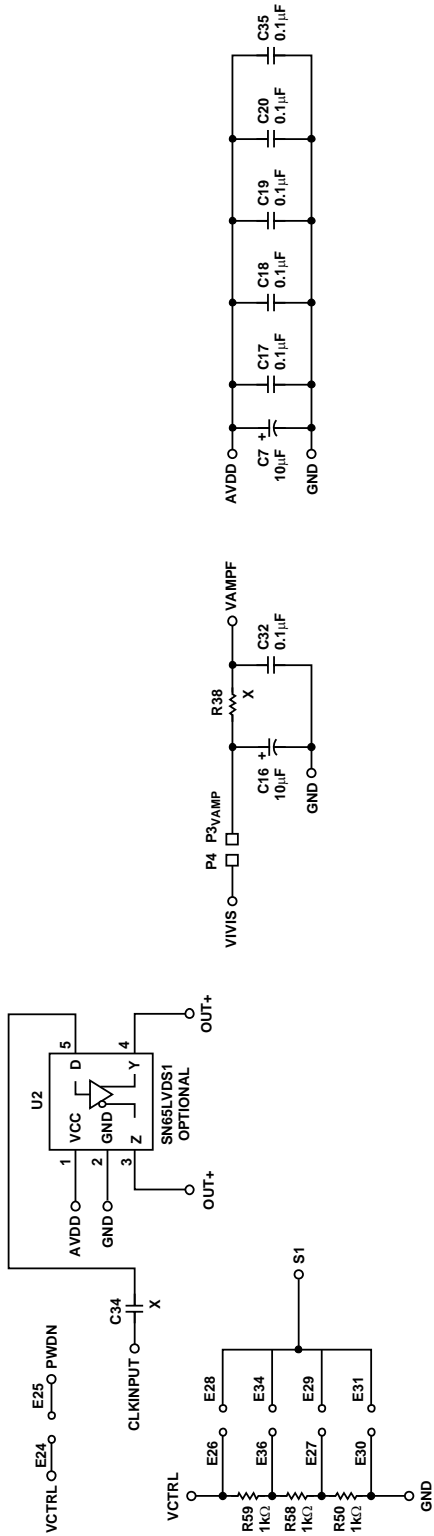 VCTRL
E24
E25
PWDN
CLKINPUT
C34
X
AVDD
GND
1
2
3
VCC
GND
Z
U2
D
Y
5
4
SN65LVDS1
OPTIONAL
OUT+
OUT+
VCTRL
E26
E28
R59
1kΩ
E36
E34
R58
1kΩ
E27
E29
R50
1kΩ
E30
E31
GND
S1
VIVIS
P4
P3
VAMP
R38
X
VAMPF
C16
10µF
+
C32
0.1µF
GND
AVDD
C7
10µF
+
GND
C17
0.1µF
C18
0.1µF
C19
0.1µF
C20
0.1µF
C35
0.1µF